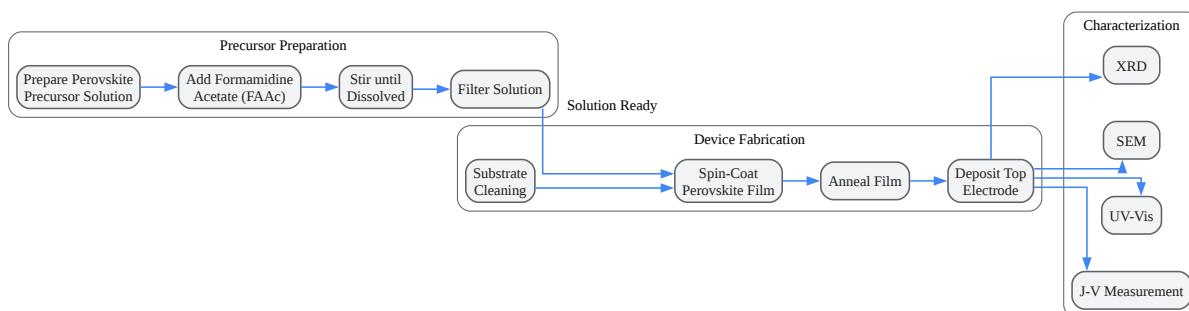 Precursor Preparation
Prepare Perovskite
Precursor Solution
Add Formamidine
Acetate (FAAc)
Stir until
Dissolved
Filter Solution
Solution Ready
Device Fabrication
Substrate
Cleaning
Spin-Coat
Perovskite Film
Anneal Film
Deposit Top
Electrode
Characterization
XRD
SEM
UV-Vis
J-V Measurement